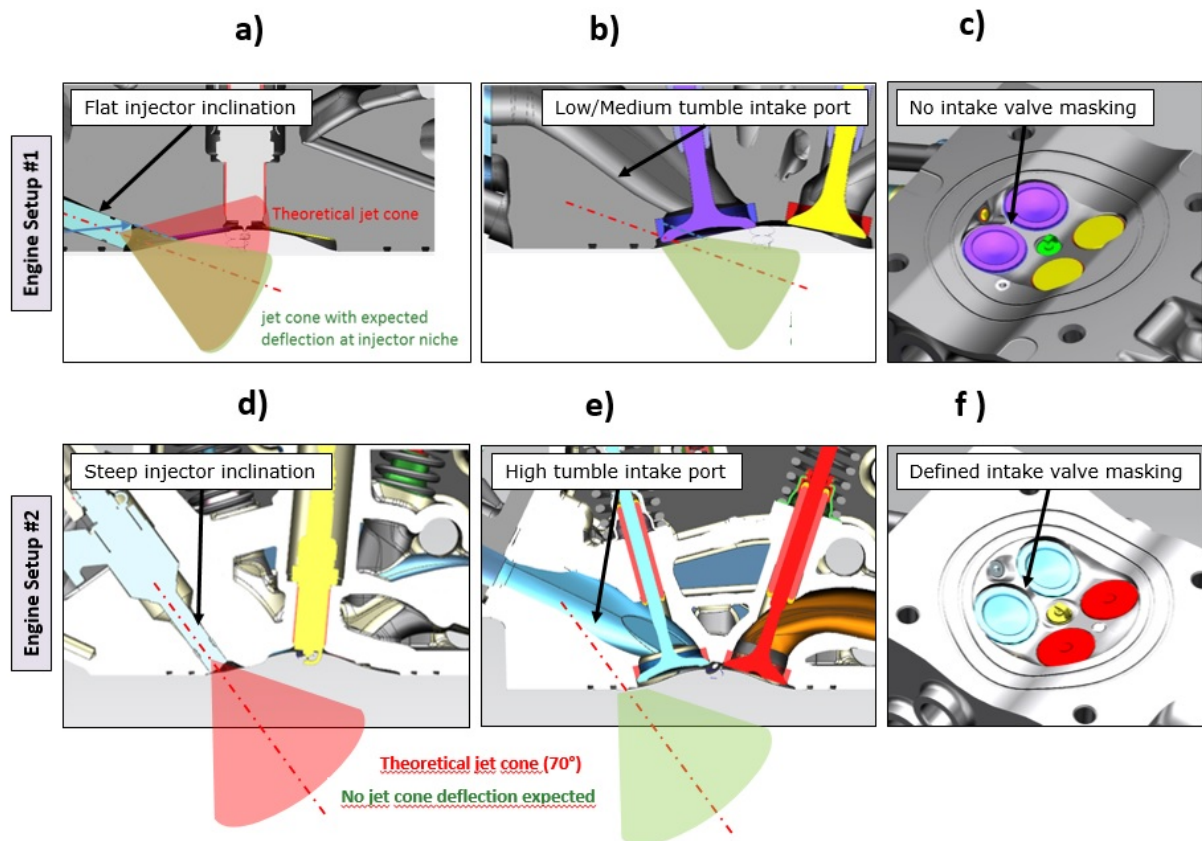 a)
b)
c)
Engine Setup #1
Flat injector inclination
Theoretical jet cone
jet cone with expected
deflection at injector niche
Low/Medium tumble intake port
No intake valve masking
d)
e)
f )
Engine Setup #2
Steep injector inclination
High tumble intake port
Defined intake valve masking
Theoretical jet cone (70°)
No jet cone deflection expected